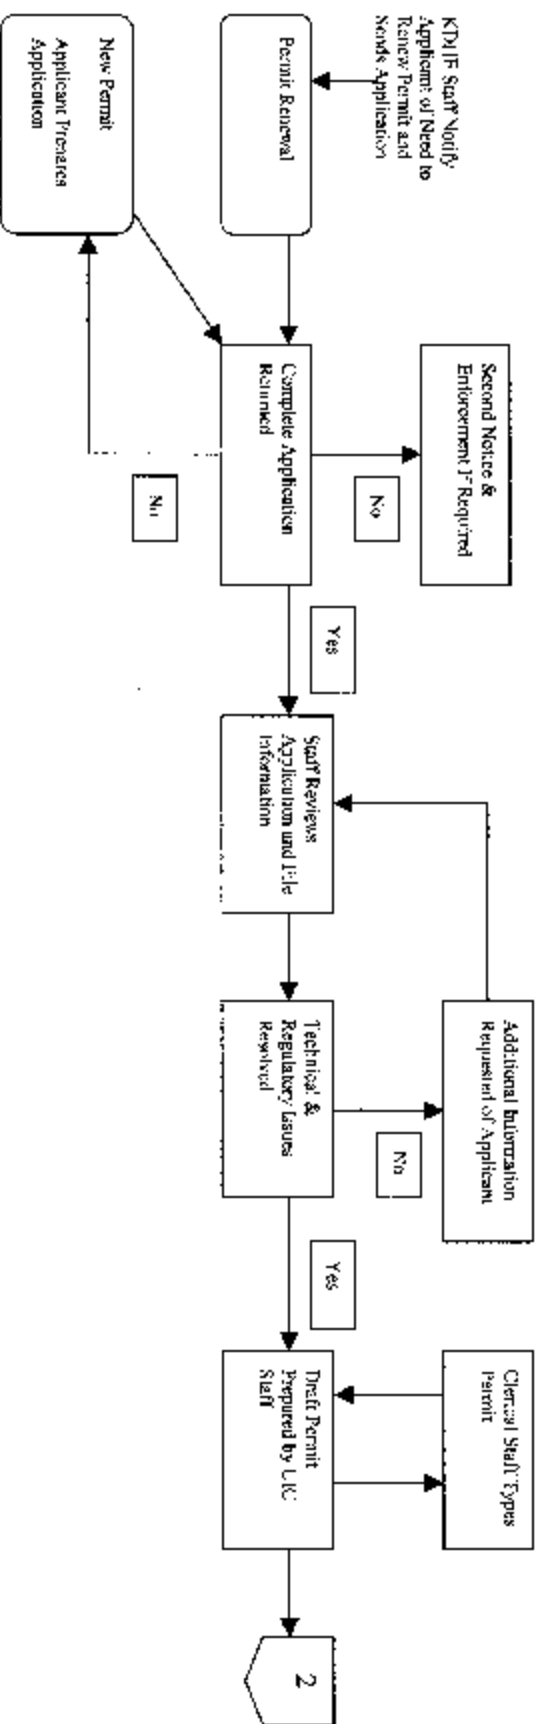 KDHE Staff Notify
Applicant of Need to
Renew Permit and
Sends Application
Permit Renewal
New Permit
Applicant Prepares
Application
Second Notice &
Enforcement If Required
No
Complete Application
Returned
No
Yes
Staff Reviews
Application and File
Information
Additional Information
Requested of Applicant
No
Technical &
Regulatory Issues
Resolved
Yes
Clerical Staff Types
Permit
Draft Permit
Prepared by UIC
Staff
2